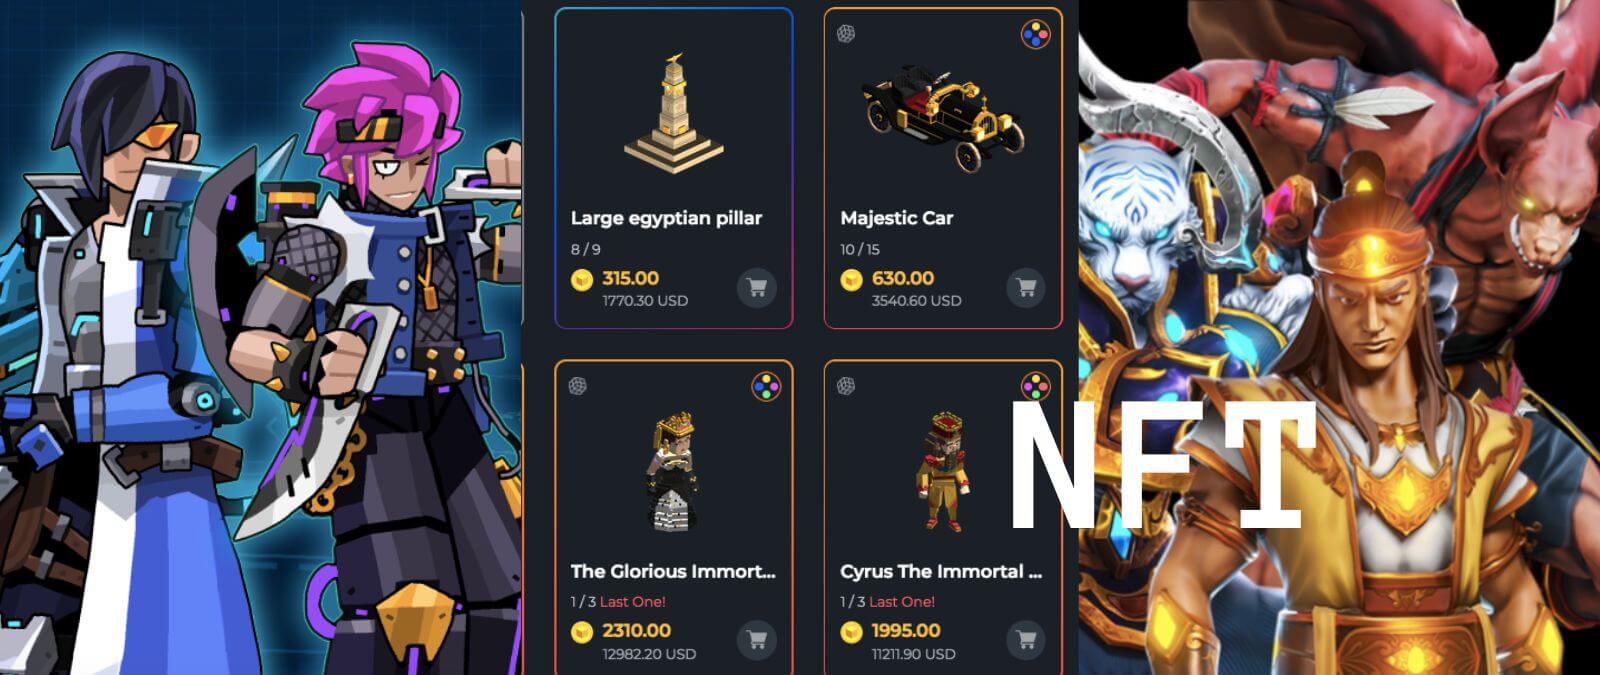 Large egyptian pillar
8 / 9
315.00
1770.30 USD
Majestic Car
10 / 15
630.00
3540.60 USD
The Glorious Immort...
1 / 3 Last One!
2310.00
12982.20 USD
Cyrus The Immortal ...
1 / 3 Last One!
1995.00
11211.90 USD
NFT